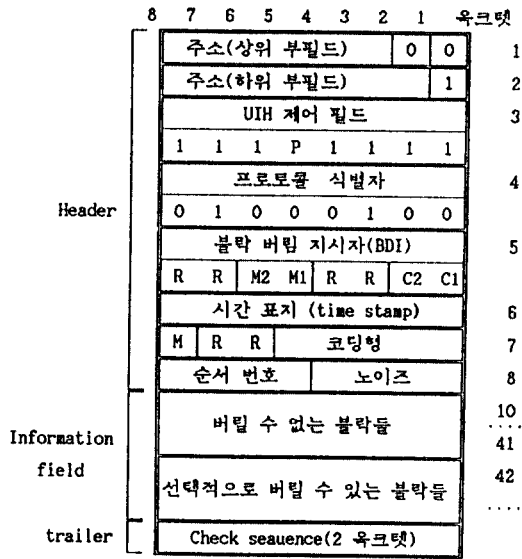 8 7 6 5 4 3 2 1 옥크텟
주소(상위 부필드) 0 0 1
주소(하위 부필드) 1 2
UIH 제어 필드 3
1 1 1 P 1 1 1 1
프로토콜 식별자 4
Header 0 1 0 0 0 1 0 0
블락 버림 지시자(BDI) 5
R R M2 M1 R R C2 C1
시간 표지 (time stamp) 6
M R R 코딩형 7
순서 번호 노이즈 8
버릴 수 없는 블락들 10
.....
Information 41
field 42
선택적으로 버릴 수 있는 블락들
....
trailer Check seauence(2 옥크텟)